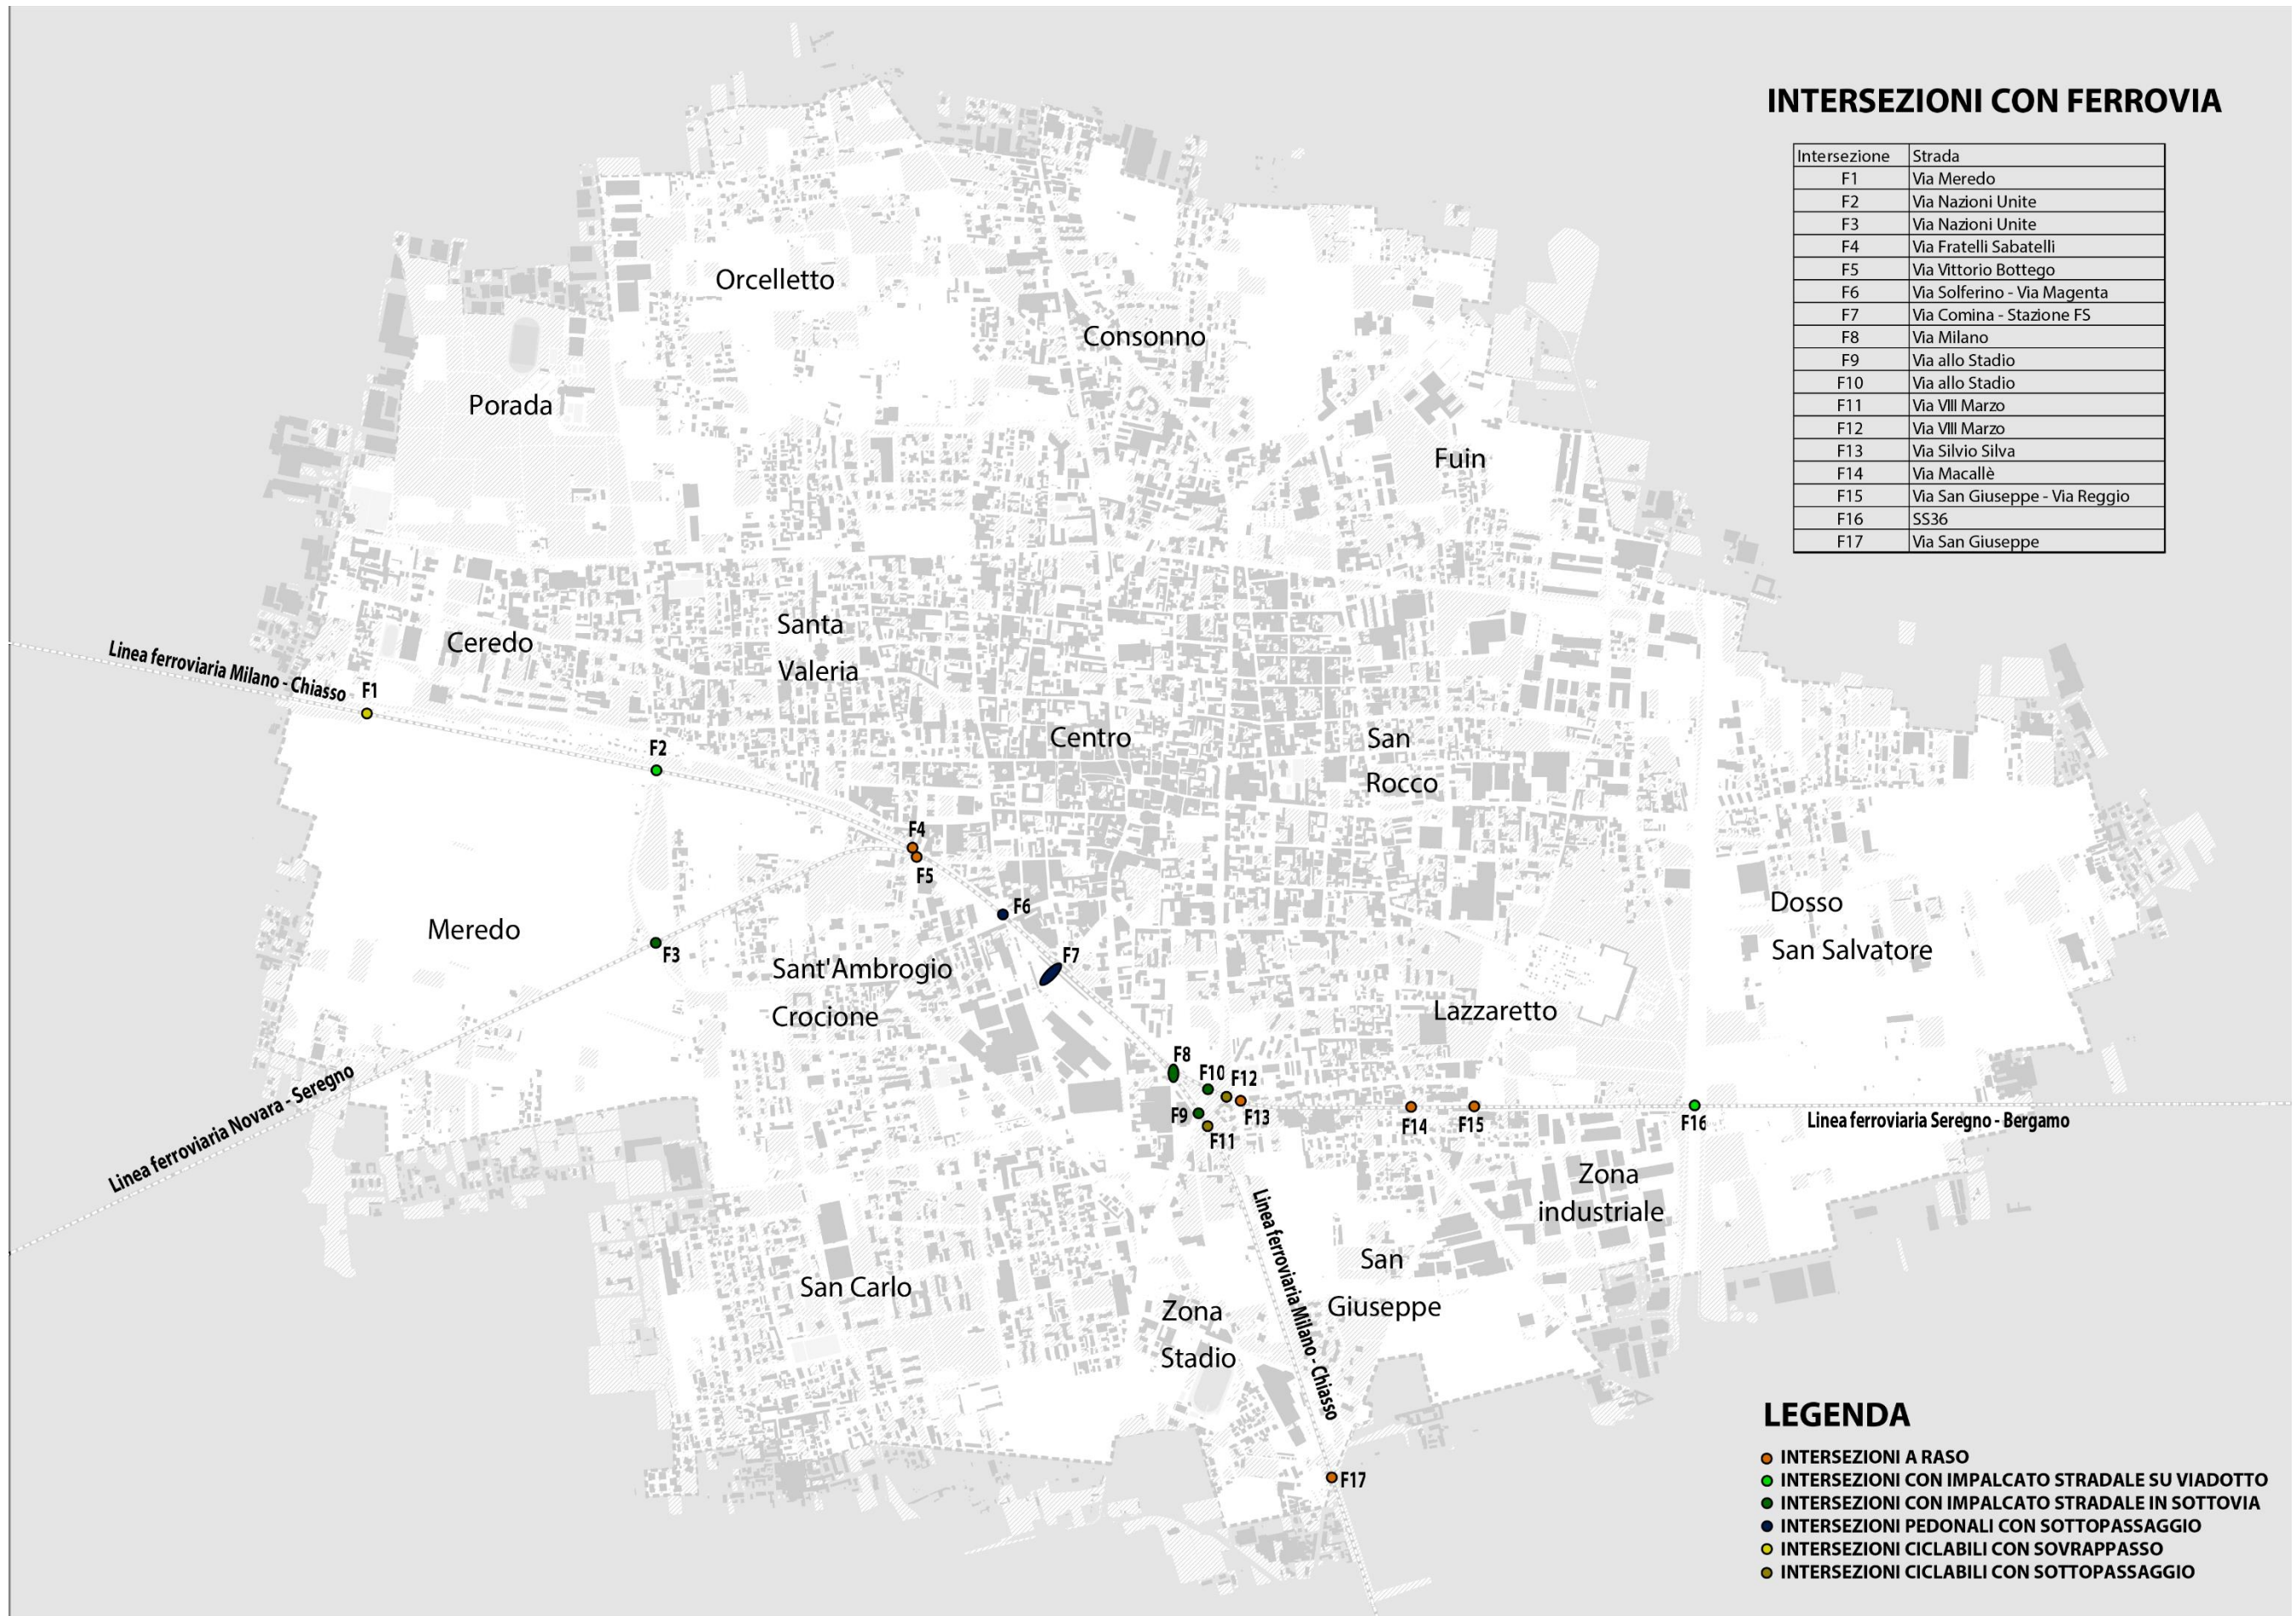 INTERSEZIONI CON FERROVIA
Intersezione Strada
F1 Via Meredo
F2 Via Nazioni Unite
F3 Via Nazioni Unite
F4 Via Fratelli Sabatelli
F5 Via Vittorio Bottego
F6 Via Solferino - Via Magenta
F7 Via Comina - Stazione FS
F8 Via Milano
F9 Via allo Stadio
F10 Via allo Stadio
F11 Via VIII Marzo
F12 Via VIII Marzo
F13 Via Silvio Silva
F14 Via Macallè
F15 Via San Giuseppe - Via Reggio
F16 SS36
F17 Via San Giuseppe
Orcelletto
Consonno
Porada
Fuin
Santa
Valeria
Ceredo
Linea ferroviaria Milano - Chiasso
F1
F2
Centro
San
Rocco
F4
F5
F6
Dosso
San Salvatore
Meredo
F3
F7
Sant'Ambrogio
Crocione
Lazzaretto
F8
F10
F12
F9
F13
F11
F14
F15
F16
Linea ferroviaria Seregno - Bergamo
Linea ferroviaria Novara - Seregno
Zona
industriale
Linea ferroviaria Milano - Chiasso
San
Giuseppe
San Carlo
Zona
Stadio
F17
LEGENDA
INTERSEZIONI A RASO
INTERSEZIONI CON IMPALCATO STRADALE SU VIADOTTO
INTERSEZIONI CON IMPALCATO STRADALE IN SOTTOVIA
INTERSEZIONI PEDONALI CON SOTTOPASSAGGIO
INTERSEZIONI CICLABILI CON SOVRAPPASSO
INTERSEZIONI CICLABILI CON SOTTOPASSAGGIO